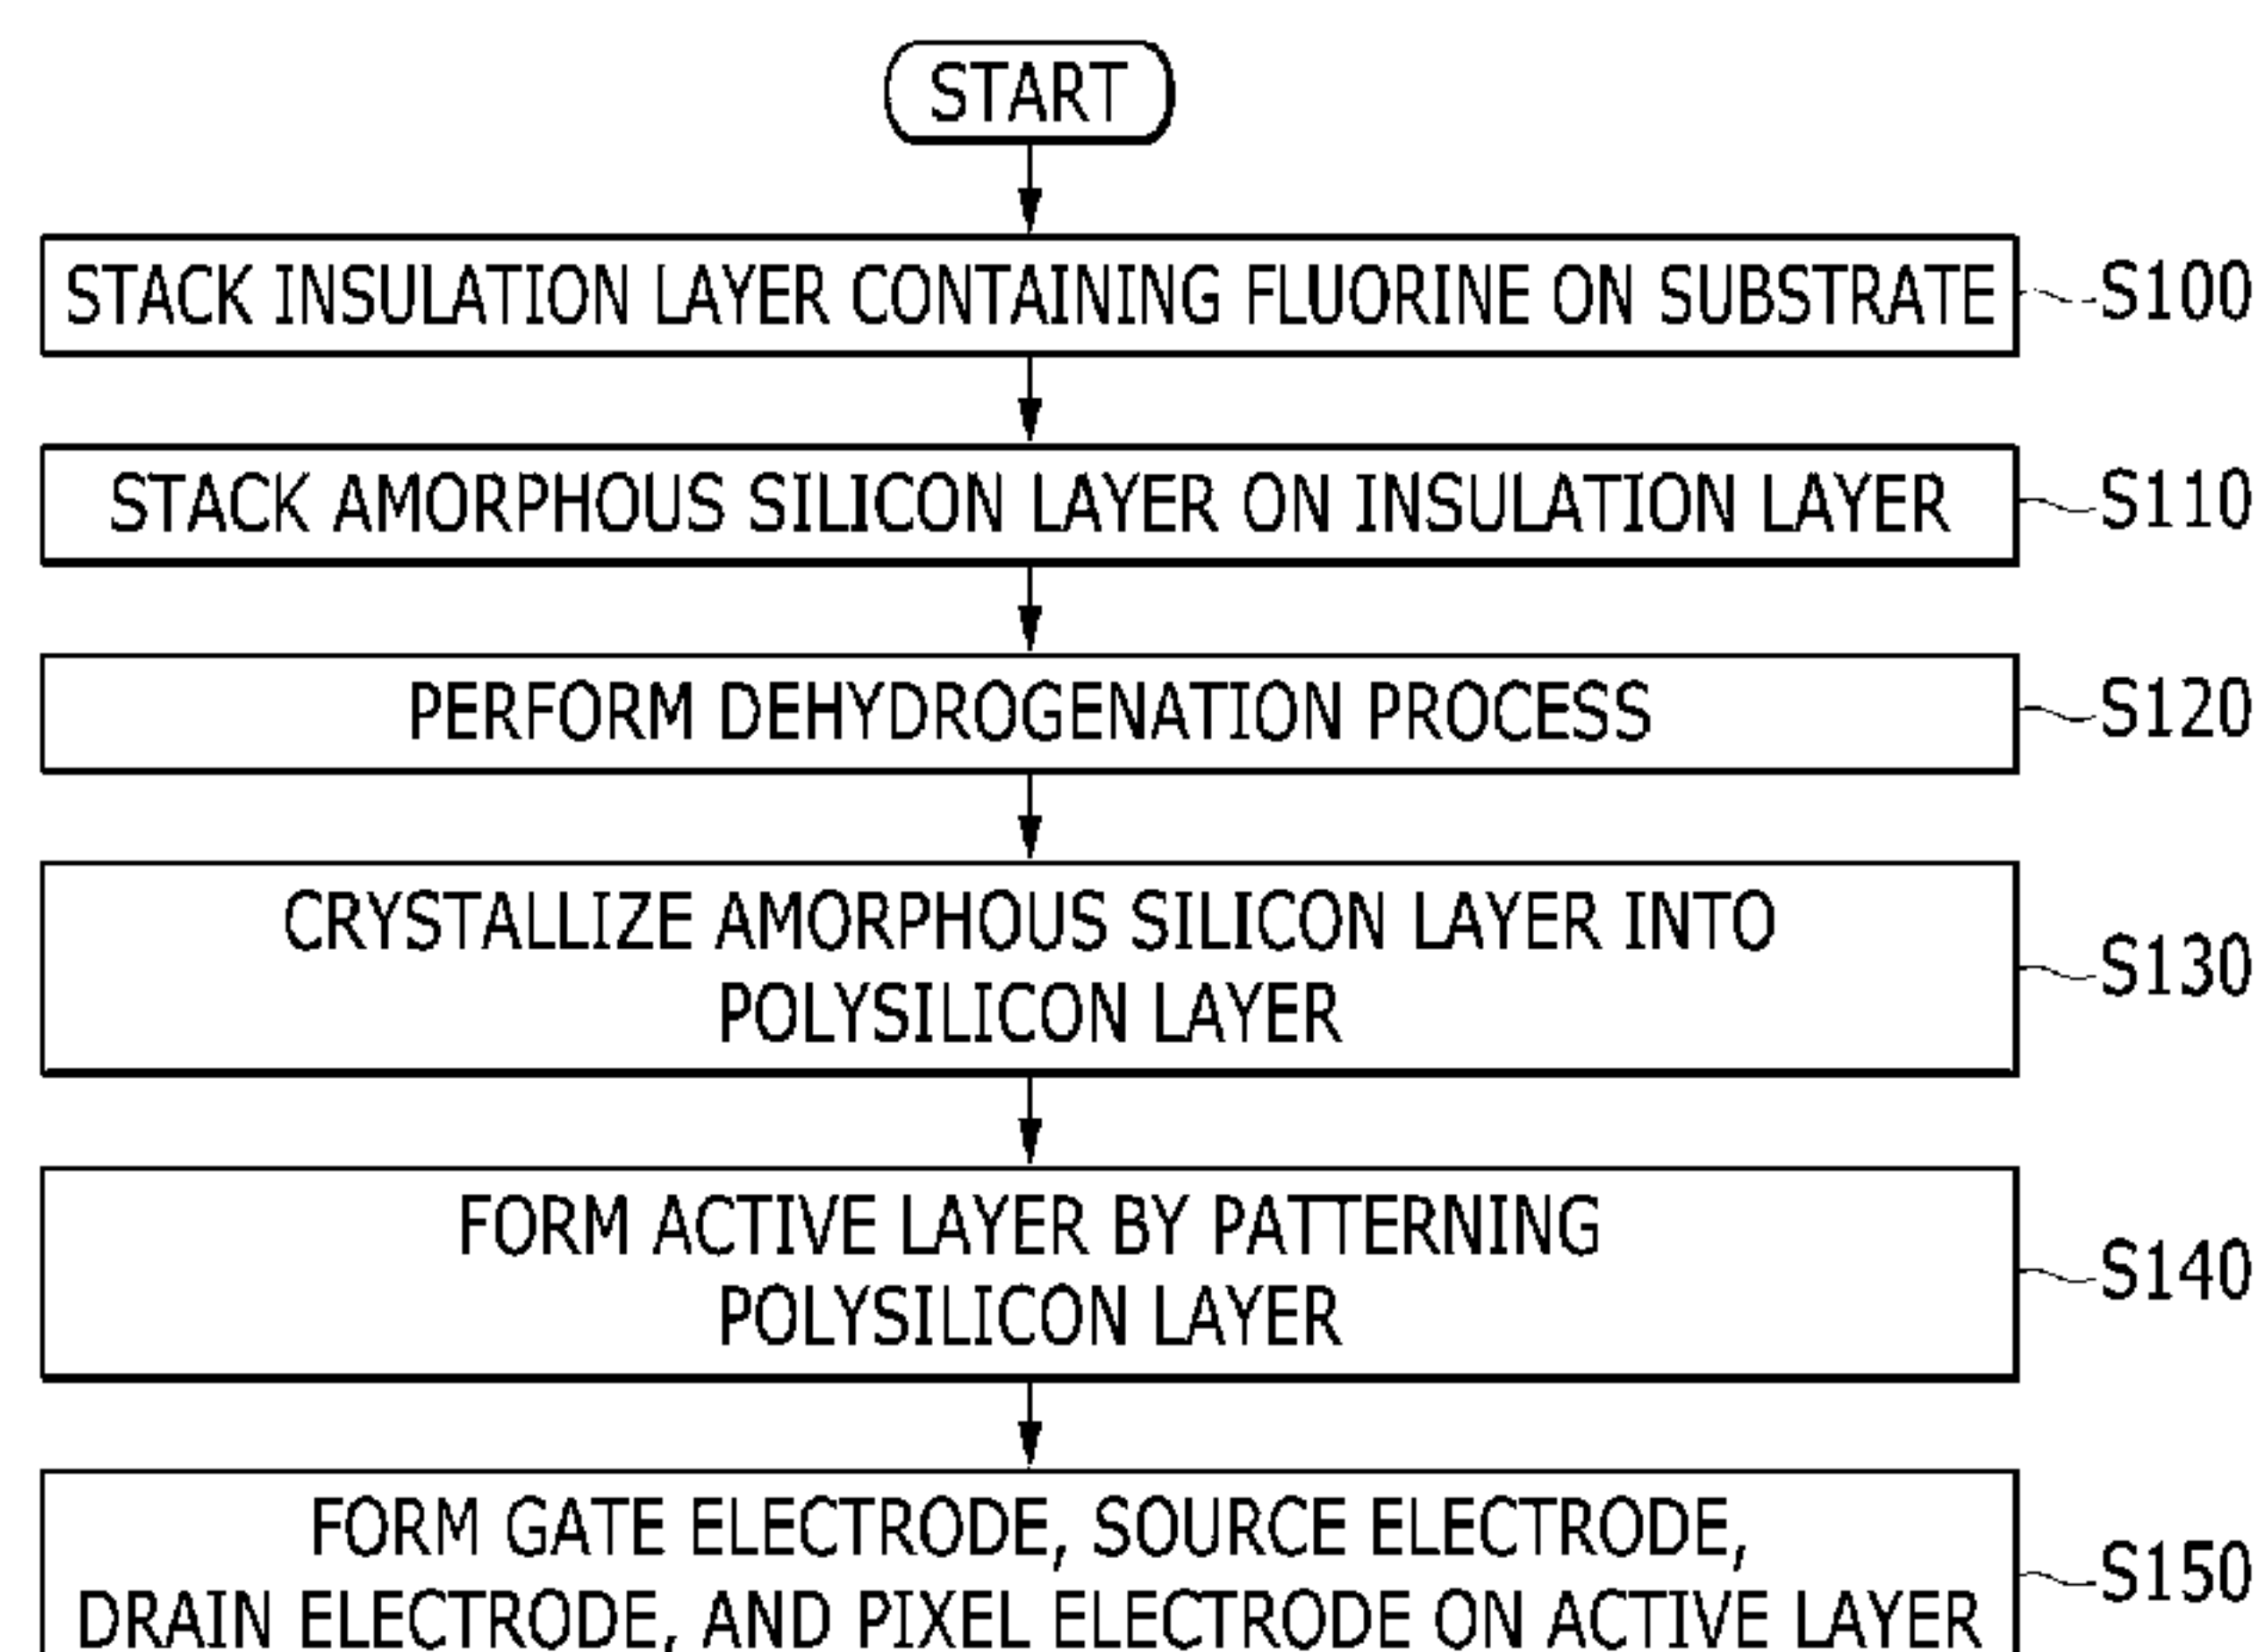 START
STACK INSULATION LAYER CONTAINING FLUORINE ON SUBSTRATE
S100
STACK AMORPHOUS SILICON LAYER ON INSULATION LAYER
S110
PERFORM DEHYDROGENATION PROCESS
S120
CRYSTALLIZE AMORPHOUS SILICON LAYER INTO
POLYSILICON LAYER
S130
FORM ACTIVE LAYER BY PATTERNING
POLYSILICON LAYER
S140
FORM GATE ELECTRODE, SOURCE ELECTRODE,
DRAIN ELECTRODE, AND PIXEL ELECTRODE ON ACTIVE LAYER
S150